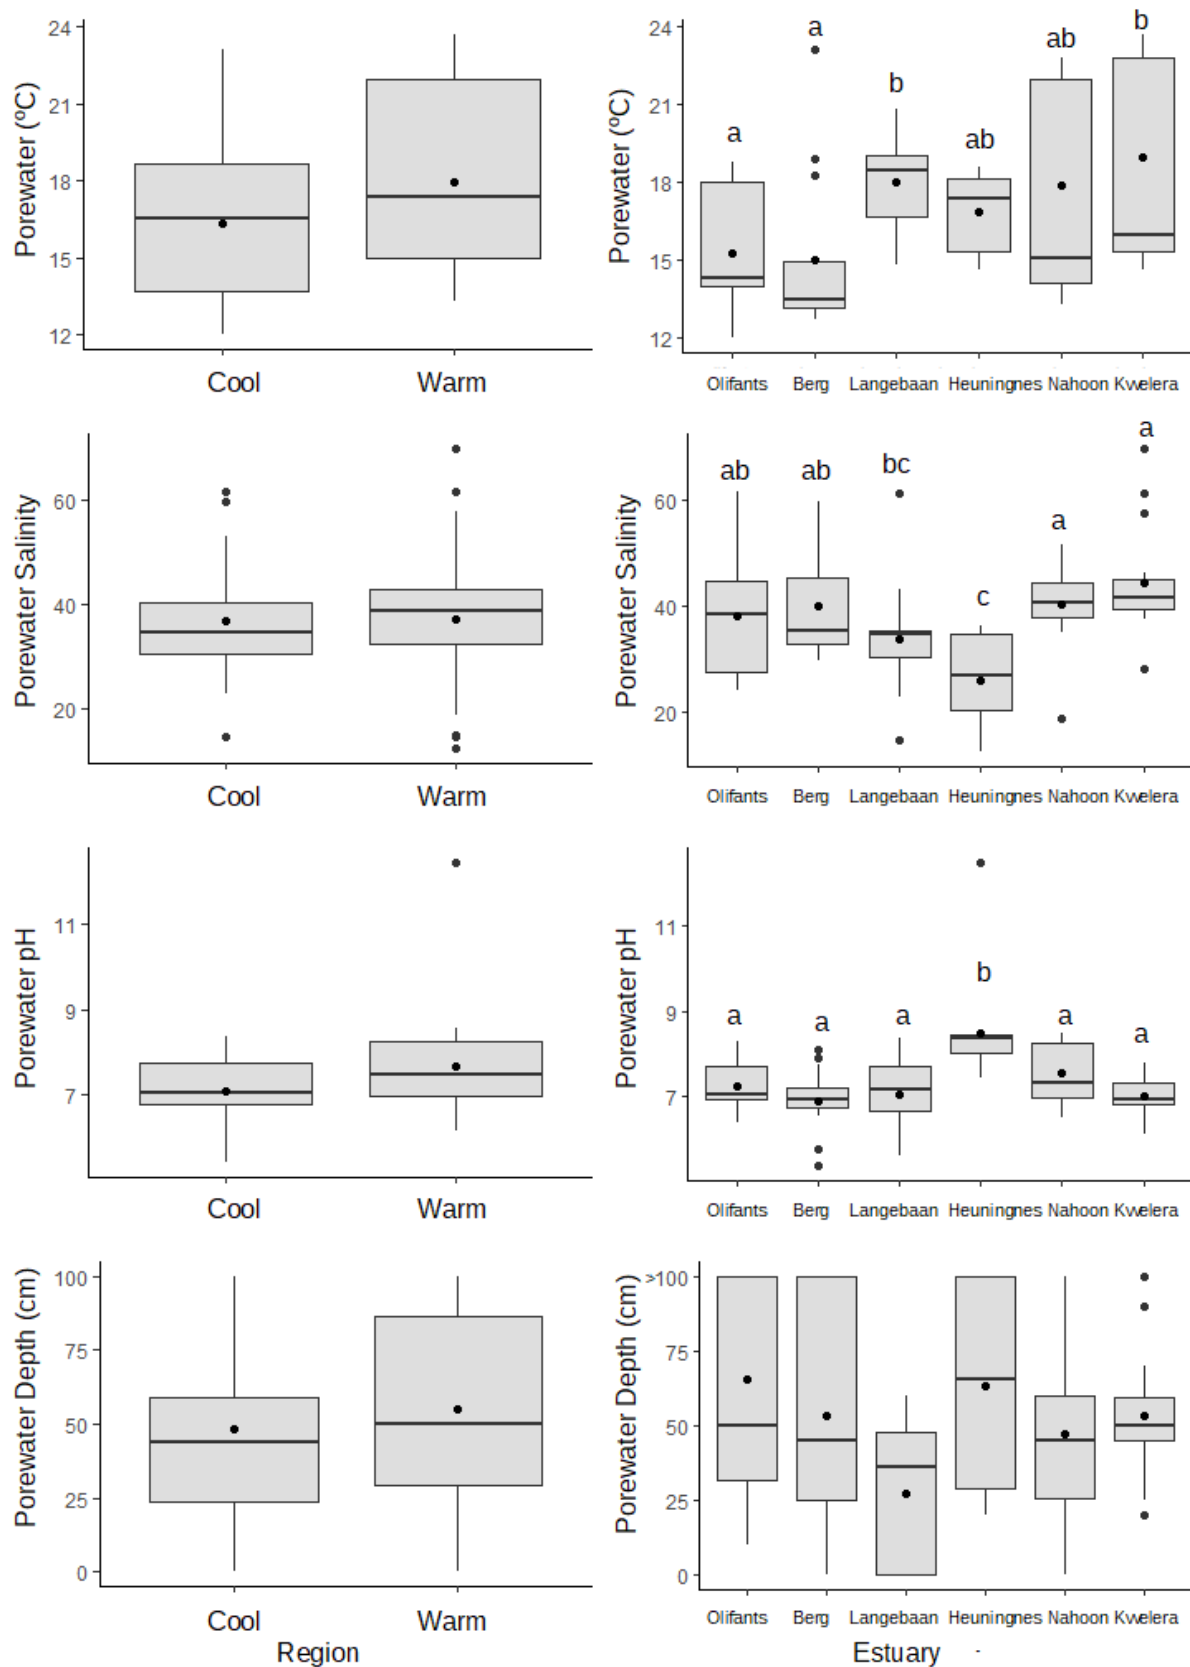 24
21
18
15
12
Porewater (ºC)
Cool Warm
24
21
18
15
12
Porewater (ºC)
a a b ab ab b
Olifants Berg Langebaan Heuningnes Nahoon Kwelera
60
40
20
Porewater Salinity
Cool Warm
60
40
20
Porewater Salinity
ab ab bc c a a
Olifants Berg Langebaan Heuningnes Nahoon Kwelera
11
9
7
Porewater pH
Cool Warm
11
9
7
Porewater pH
a a a b a a
Olifants Berg Langebaan Heuningnes Nahoon Kwelera
100
75
50
25
0
Porewater Depth (cm)
Cool Warm
Region
>100
75
50
25
0
Porewater Depth (cm)
Olifants Berg Langebaan Heuningnes Nahoon Kwelera
Estuary -